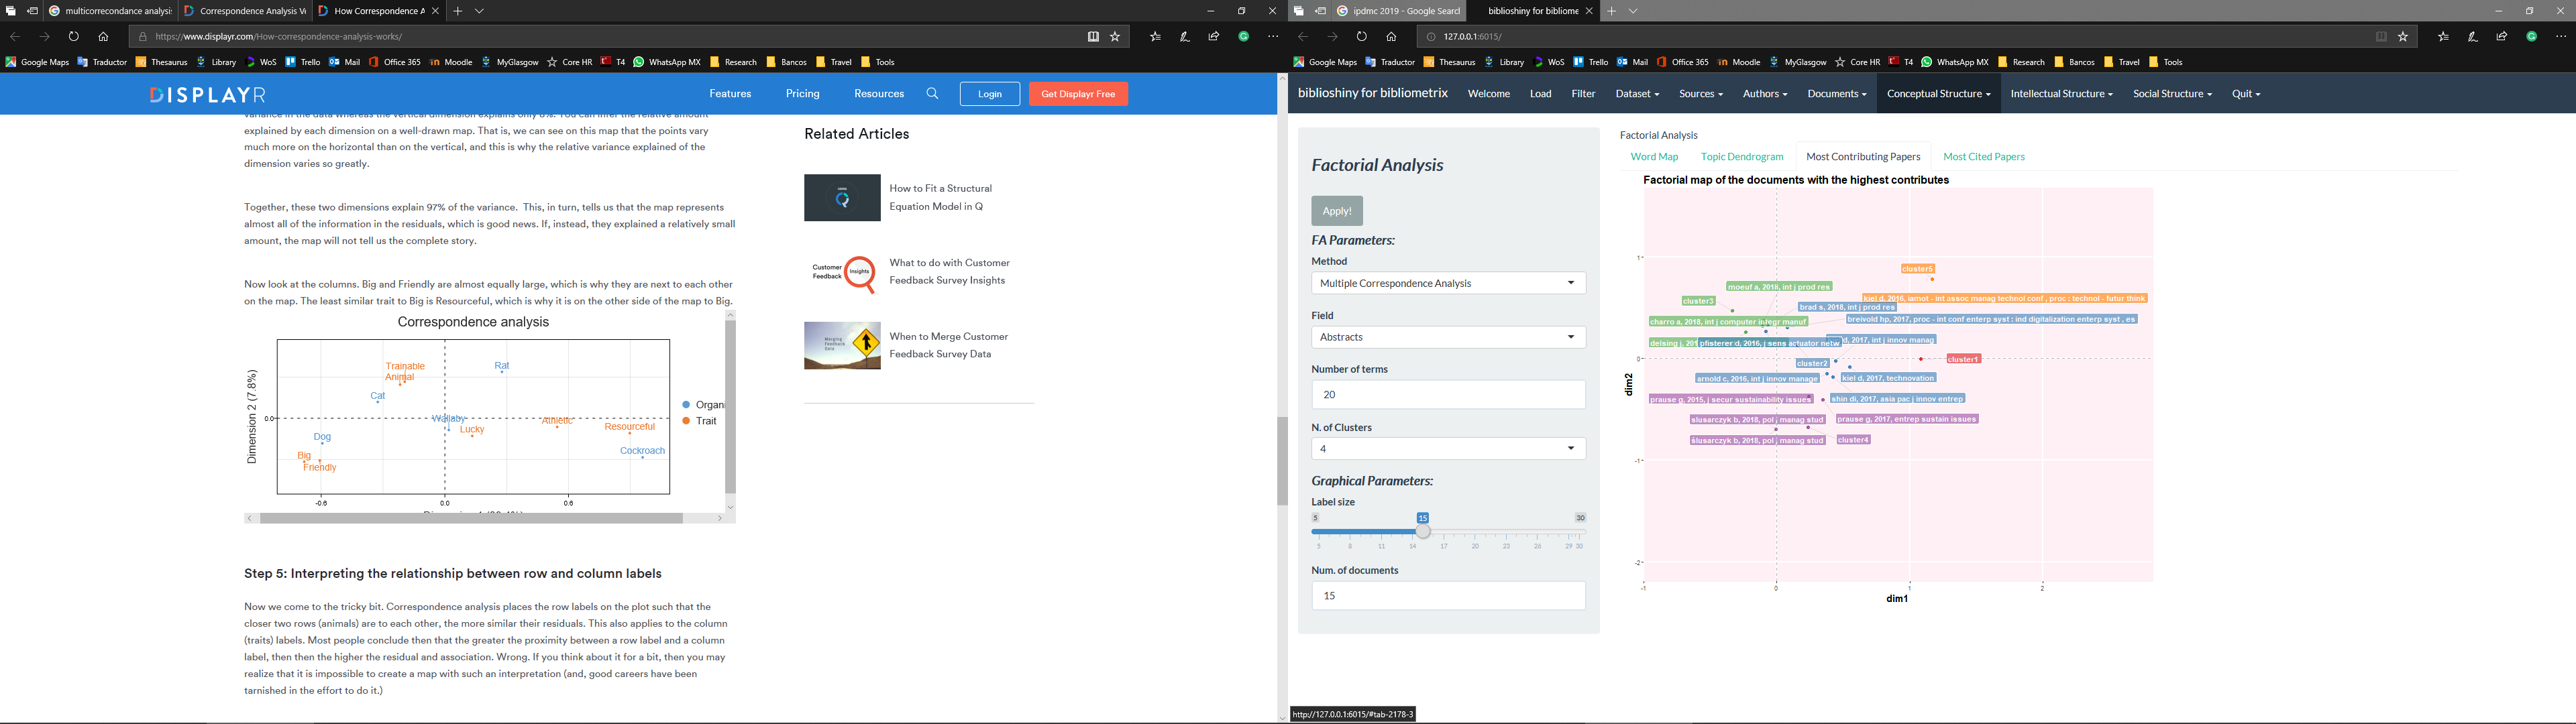 multicorrecondance analysi
Correspondence Analysis V
How Correspondence A
https://www.displayr.com/How-correspondence-analysis-works/
Google Maps Traductor Thesaurus Library WoS Trello Mail Office 365 Moodle MyGlasgow Core HR T4 WhatsApp MX Research Bancos Travel Tools
DISPLAYR
Features Pricing Resources Login Get Displayr Free
variance in the data whereas the vertical dimension explains only 8%. You can infer the relative amount
explained by each dimension on a well-drawn map. That is, we can see on this map that the points vary
much more on the horizontal than on the vertical, and this is why the relative variance explained of the
dimension varies so greatly.
Together, these two dimensions explain 97% of the variance. This, in turn, tells us that the map represents
almost all of the information in the residuals, which is good news. If, instead, they explained a relatively small
amount, the map will not tell us the complete story.
Now look at the columns. Big and Friendly are almost equally large, which is why they are next to each other
on the map. The least similar trait to Big is Resourceful, which is why it is on the other side of the map to Big.
Correspondence analysis
Dimension 2 (7.8%)
0.0
Trainable
Animal
Rat
Cat
Wallaby
Lucky
Athletic
Resourceful
Dog
Cockroach
Big
Friendly
Organi
Trait
-0.6 0.0 0.6
Step 5: Interpreting the relationship between row and column labels
Now we come to the tricky bit. Correspondence analysis places the row labels on the plot such that the
closer two rows (animals) are to each other, the more similar their residuals. This also applies to the column
(traits) labels. Most people conclude then that the greater the proximity between a row label and a column
label, then then the higher the residual and association. Wrong. If you think about it for a bit, then you may
realize that it is impossible to create a map with such an interpretation (and, good careers have been
tarnished in the effort to do it.)
Related Articles
How to Fit a Structural
Equation Model in Q
Customer
Feedback
Insights
What to do with Customer
Feedback Survey Insights
Merging
Feedback
Data
When to Merge Customer
Feedback Survey Data
ipdmc 2019 - Google Search
biblioshiny for bibliome
127.0.0.1:6015/
Google Maps Traductor Thesaurus Library WoS Trello Mail Office 365 Moodle MyGlasgow Core HR T4 WhatsApp MX Research Bancos Travel Tools
biblioshiny for bibliometrix Welcome Load Filter Dataset Sources Authors Documents Conceptual Structure Intellectual Structure Social Structure Quit
Factorial Analysis
Apply!
FA Parameters:
Method
Multiple Correspondence Analysis
Field
Abstracts
Number of terms
20
N. of Clusters
4
Graphical Parameters:
Label size
5 15 30
5 8 11 14 17 20 23 26 29 30
Num. of documents
15
Factorial Analysis
Word Map Topic Dendrogram Most Contributing Papers Most Cited Papers
Factorial map of the documents with the highest contributes
cluster5
moeuf a, 2018, int j prod res
kiel d, 2016, iamot - int assoc manag technol conf , proc : technol - futur think
cluster3
brad s, 2018, int j prod res
charro a, 2018, int j computer integr manuf
breivold hp, 2017, proc - int conf enterp syst : ind digitalization enterp syst , es
delsing j, 201
pfisterer d, 2016, j sens actuator netw
d, 2017, int j innov manag
cluster1
cluster2
arnold c, 2016, int j innov manage
kiel d, 2017, technovation
prause g, 2015, j secur sustainability issues
shin di, 2017, asia pac j innov entrep
slusarczyk b, 2018, pol j manag stud
prause g, 2017, entrep sustain issues
ślusarczyk b, 2018, pol j manag stud
cluster4
dim2
1
0
-1
-2
-1 0 1 2
dim1
http://127.0.0.1:6015/#tab-2178-3